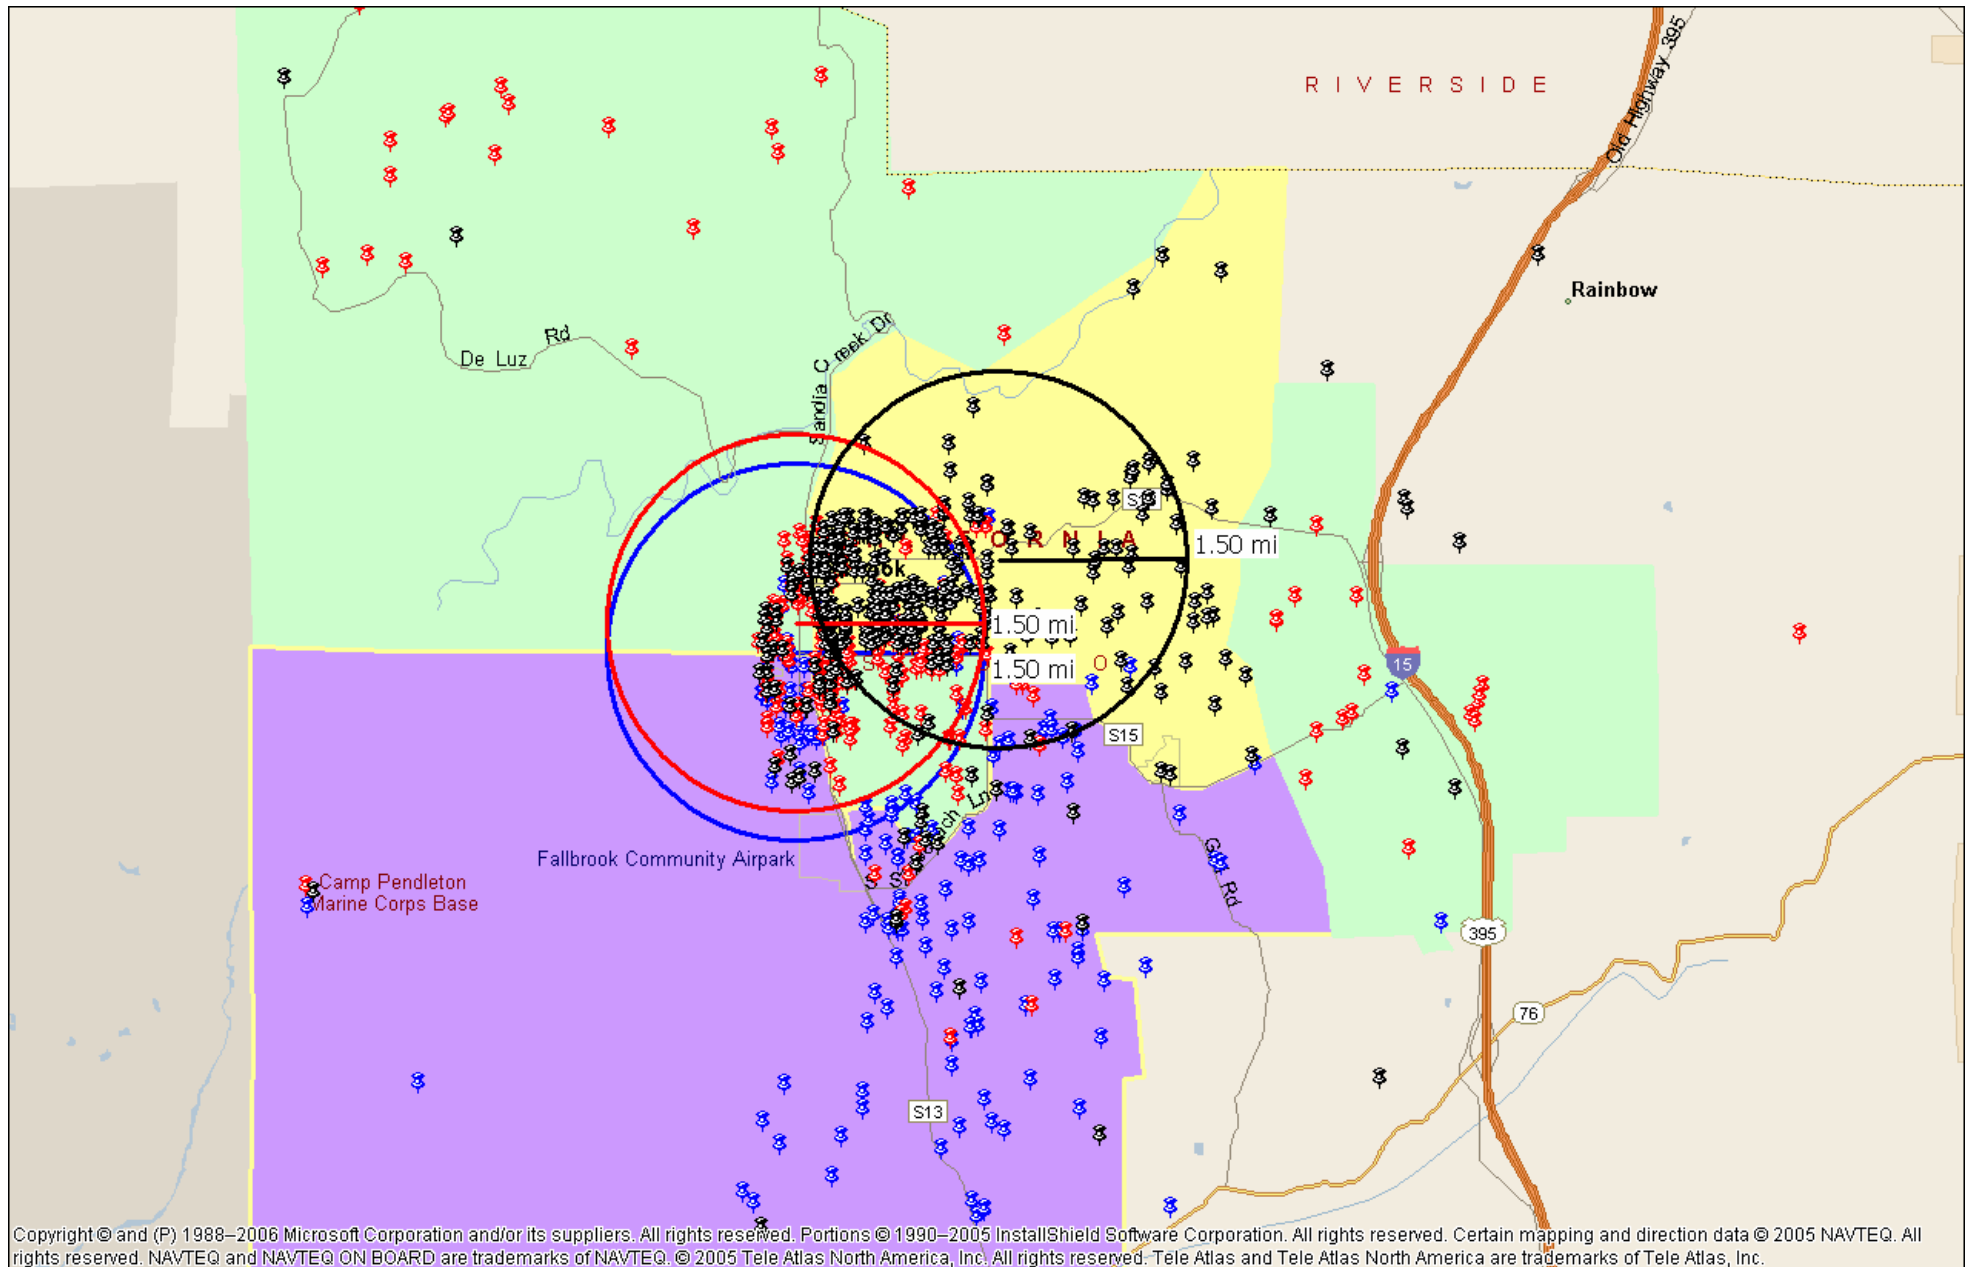 RIVERSIDE
Old Highway 395
Rainbow
De Luz Rd
Sandia Creek Dr
S1
ORNIA
1.50 mi
ook
1.50 mi
1.50 mi
S
O
15
S15
Fallbrook Community Airpark
Camp Pendleton
Marine Corps Base
S S
Ln
Rd
395
76
S13
Copyright © and (P) 1988–2006 Microsoft Corporation and/or its suppliers. All rights reserved. Portions © 1990–2005 InstallShield Software Corporation. All rights reserved. Certain mapping and direction data © 2005 NAVTEQ. All
rights reserved. NAVTEQ and NAVTEQ ON BOARD are trademarks of NAVTEQ. © 2005 Tele Atlas North America, Inc. All rights reserved. Tele Atlas and Tele Atlas North America are trademarks of Tele Atlas, Inc.